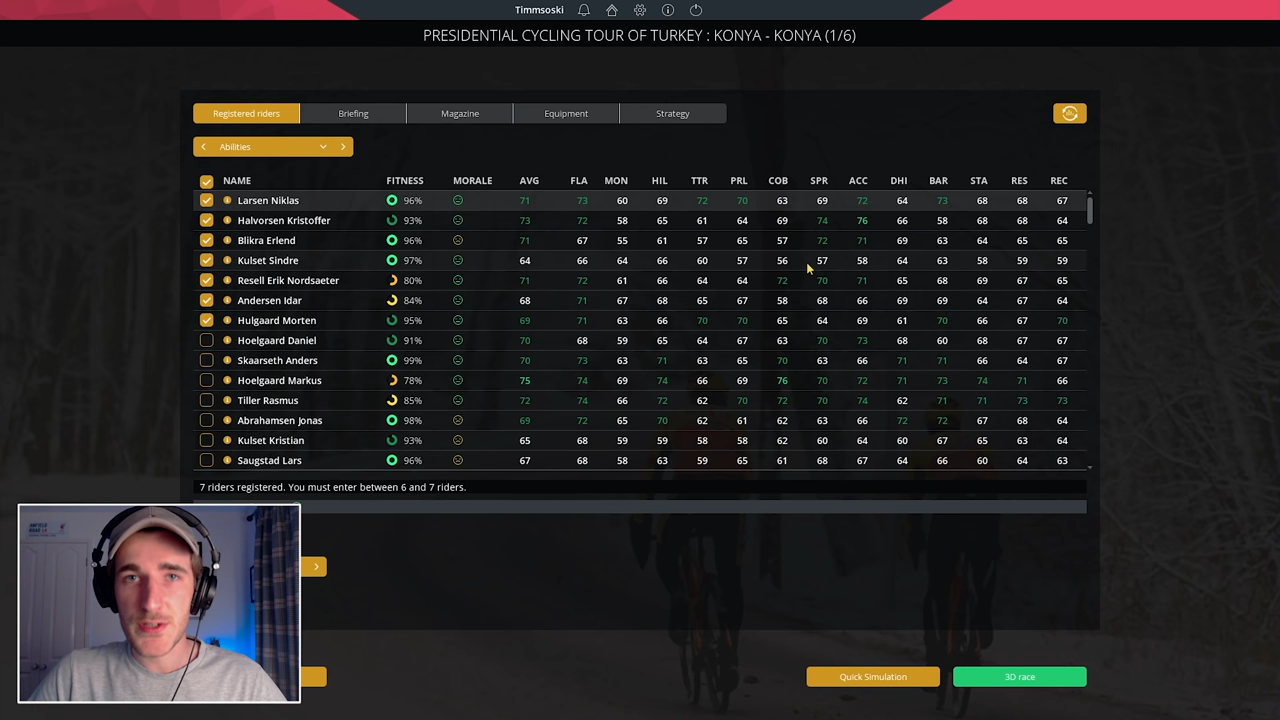 Timmsoski
PRESIDENTIAL CYCLING TOUR OF TURKEY : KONYA - KONYA (1/6)
Registered riders Briefing Magazine Equipment Strategy
Abilities
NAME FITNESS MORALE AVG FLA MON HIL TTR PRL COB SPR ACC DHI BAR STA RES REC
Larsen Niklas 96% 71 73 60 69 72 70 63 69 72 64 73 68 68 67
Halvorsen Kristoffer 93% 73 72 58 65 61 64 69 74 76 66 58 68 68 64
Blikra Erlend 96% 71 67 55 61 57 65 57 72 71 69 63 64 65 65
Kulset Sindre 97% 64 66 64 66 60 57 56 57 58 64 63 58 59 59
Resell Erik Nordsaeter 80% 71 72 61 66 64 64 72 70 71 65 68 69 67 65
Andersen Idar 84% 68 71 67 68 65 67 58 68 66 69 69 64 67 64
Hulgaard Morten 95% 69 71 63 66 70 70 65 64 69 61 70 66 67 70
Hoelgaard Daniel 91% 70 68 59 65 64 67 63 70 73 68 60 68 67 67
Skaarseth Anders 99% 70 73 63 71 63 65 70 63 66 71 71 66 64 67
Hoelgaard Markus 78% 75 74 69 74 66 69 76 70 72 71 73 74 71 66
Tiller Rasmus 85% 72 74 66 72 62 70 72 70 74 62 71 71 73 73
Abrahamsen Jonas 98% 69 72 65 70 62 61 62 63 66 72 72 67 68 64
Kulset Kristian 93% 65 68 59 59 58 58 62 60 64 60 67 65 63 64
Saugstad Lars 96% 67 68 58 63 59 65 61 68 67 64 66 60 64 63
7 riders registered. You must enter between 6 and 7 riders.
Quick Simulation 3D race